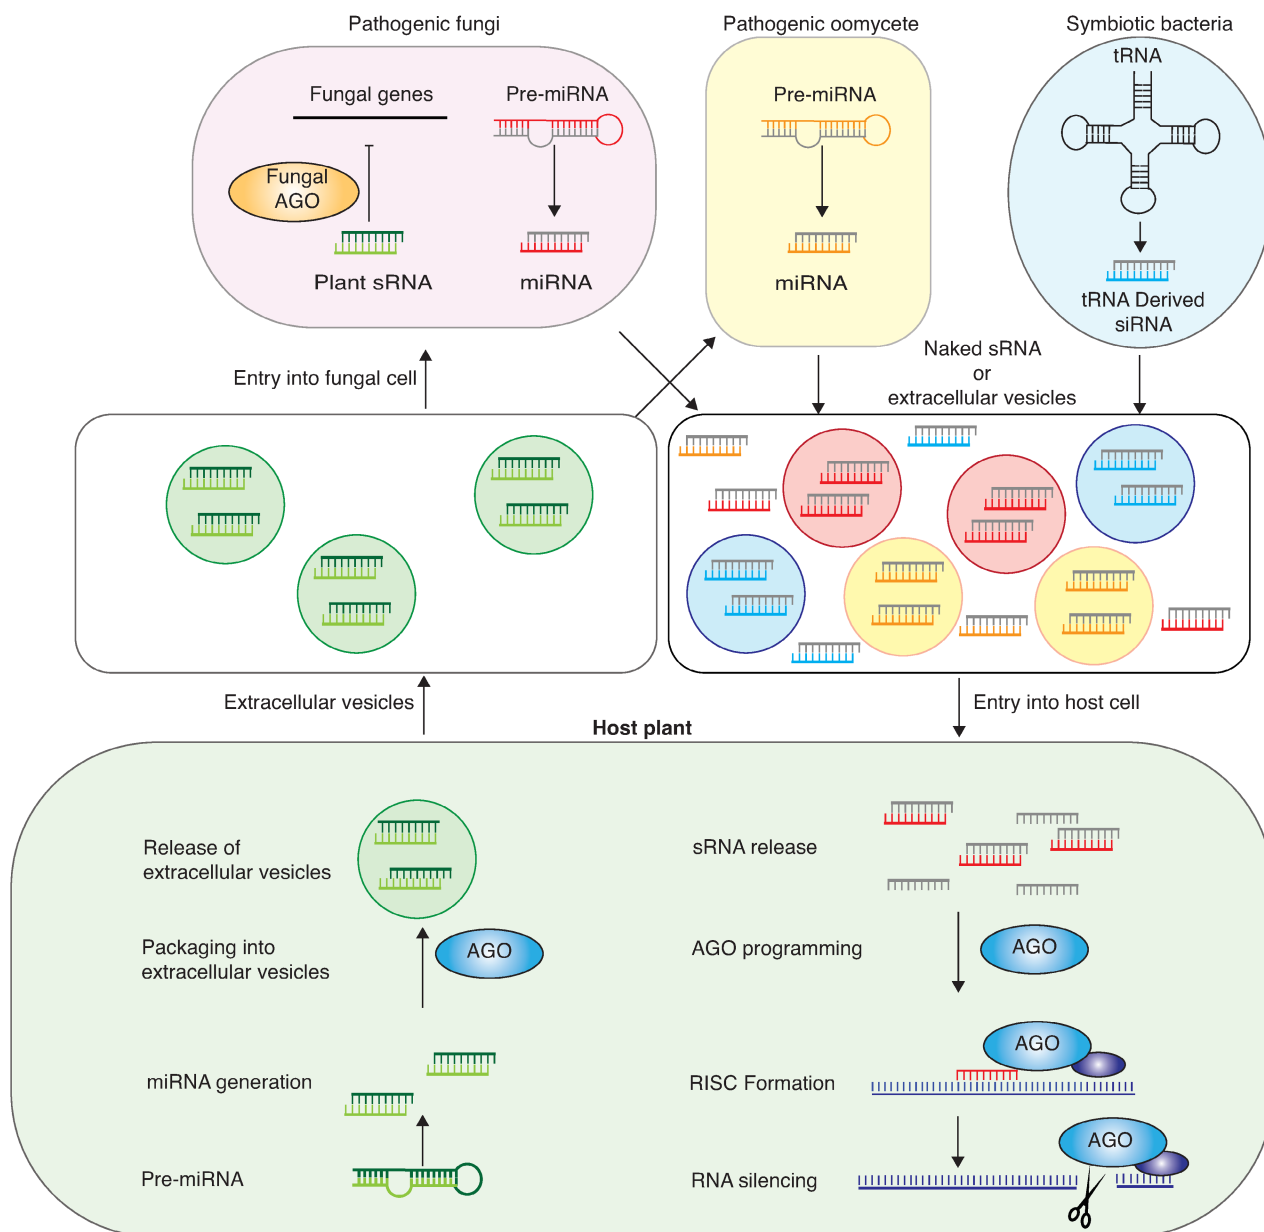 Pathogenic fungi
Pathogenic oomycete
Symbiotic bacteria
Fungal genes
Pre-miRNA
Fungal
AGO
Plant sRNA
miRNA
Pre-miRNA
miRNA
tRNA
tRNA Derived
siRNA
Entry into fungal cell
Naked sRNA
or
extracellular vesicles
Extracellular vesicles
Entry into host cell
Host plant
Release of
extracellular vesicles
Packaging into
extracellular vesicles
AGO
miRNA generation
Pre-miRNA
sRNA release
AGO programming
AGO
RISC Formation
AGO
RNA silencing
AGO